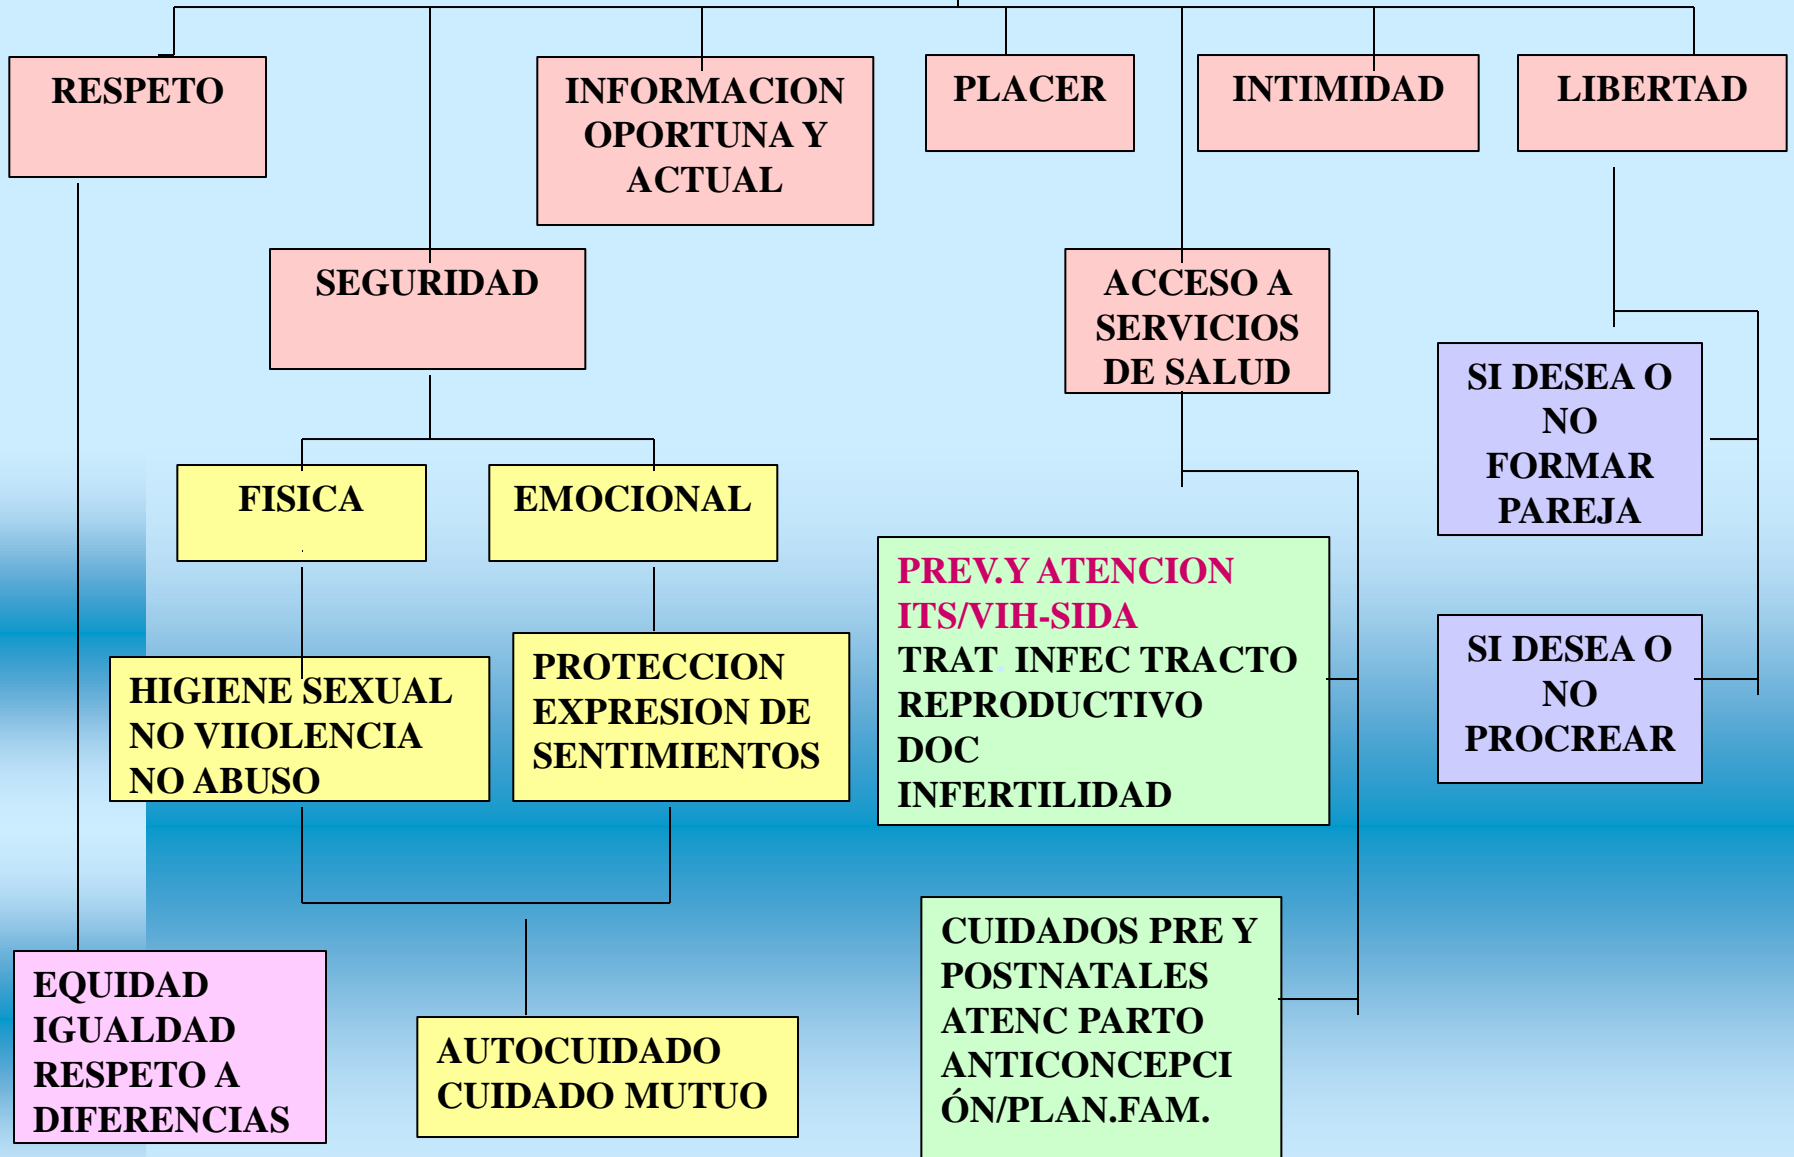 RESPETO
INFORMACION
OPORTUNA Y
ACTUAL
PLACER
INTIMIDAD
LIBERTAD
SEGURIDAD
ACCESO A
SERVICIOS
DE SALUD
SI DESEA O
NO
FORMAR
PAREJA
FISICA
EMOCIONAL
PREV.Y ATENCION
ITS/VIH-SIDA
TRAT. INFEC TRACTO
REPRODUCTIVO
DOC
INFERTILIDAD
SI DESEA O
NO
PROCREAR
HIGIENE SEXUAL
NO VIIOLENCIA
NO ABUSO
PROTECCION
EXPRESION DE
SENTIMIENTOS
EQUIDAD
IGUALDAD
RESPETO A
DIFERENCIAS
AUTOCUIDADO
CUIDADO MUTUO
CUIDADOS PRE Y
POSTNATALES
ATENC PARTO
ANTICONCEPCI
ÓN/PLAN.FAM.